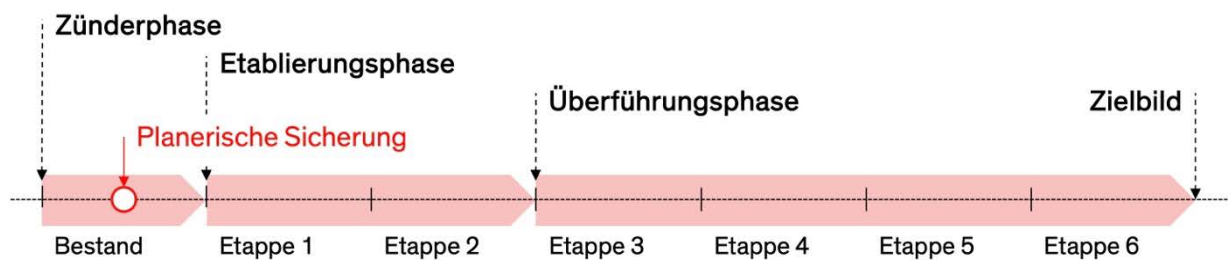 Zünderphase
Etablierungsphase
Überführungsphase
Zielbild
Planerische Sicherung
Bestand
Etappe 1
Etappe 2
Etappe 3
Etappe 4
Etappe 5
Etappe 6